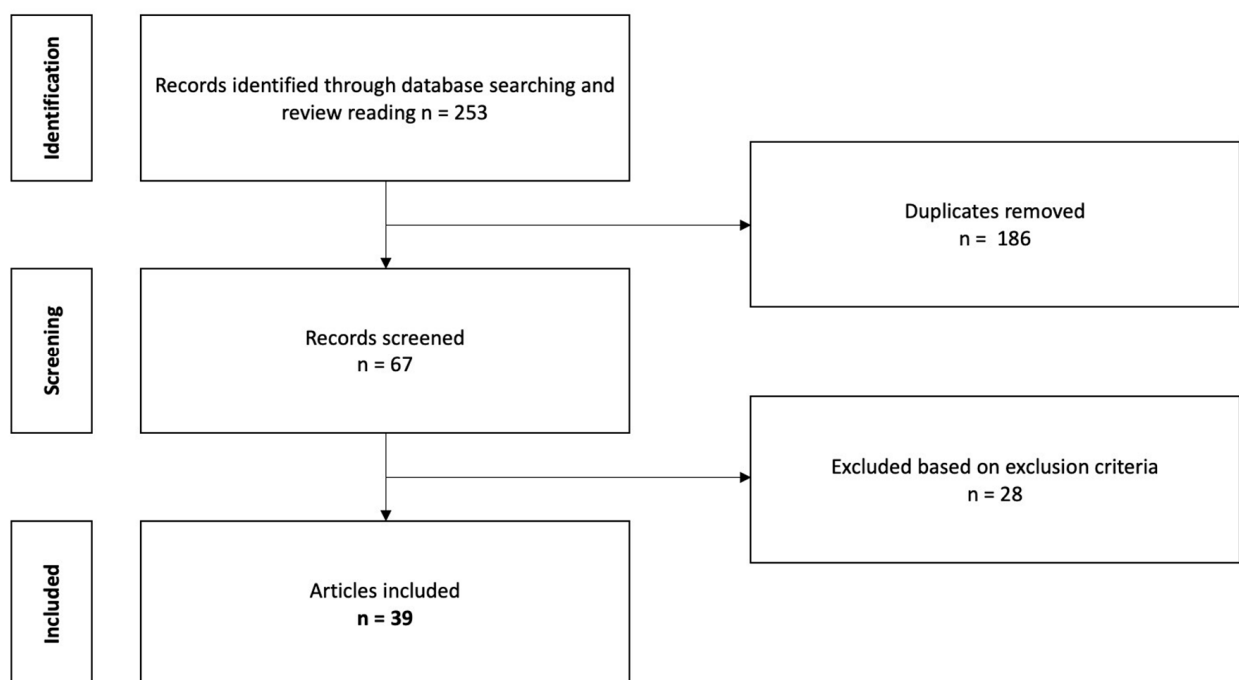 Identification
Records identified through database searching and
review reading n = 253
Duplicates removed
n = 186
Screening
Records screened
n = 67
Excluded based on exclusion criteria
n = 28
Included
Articles included
n = 39